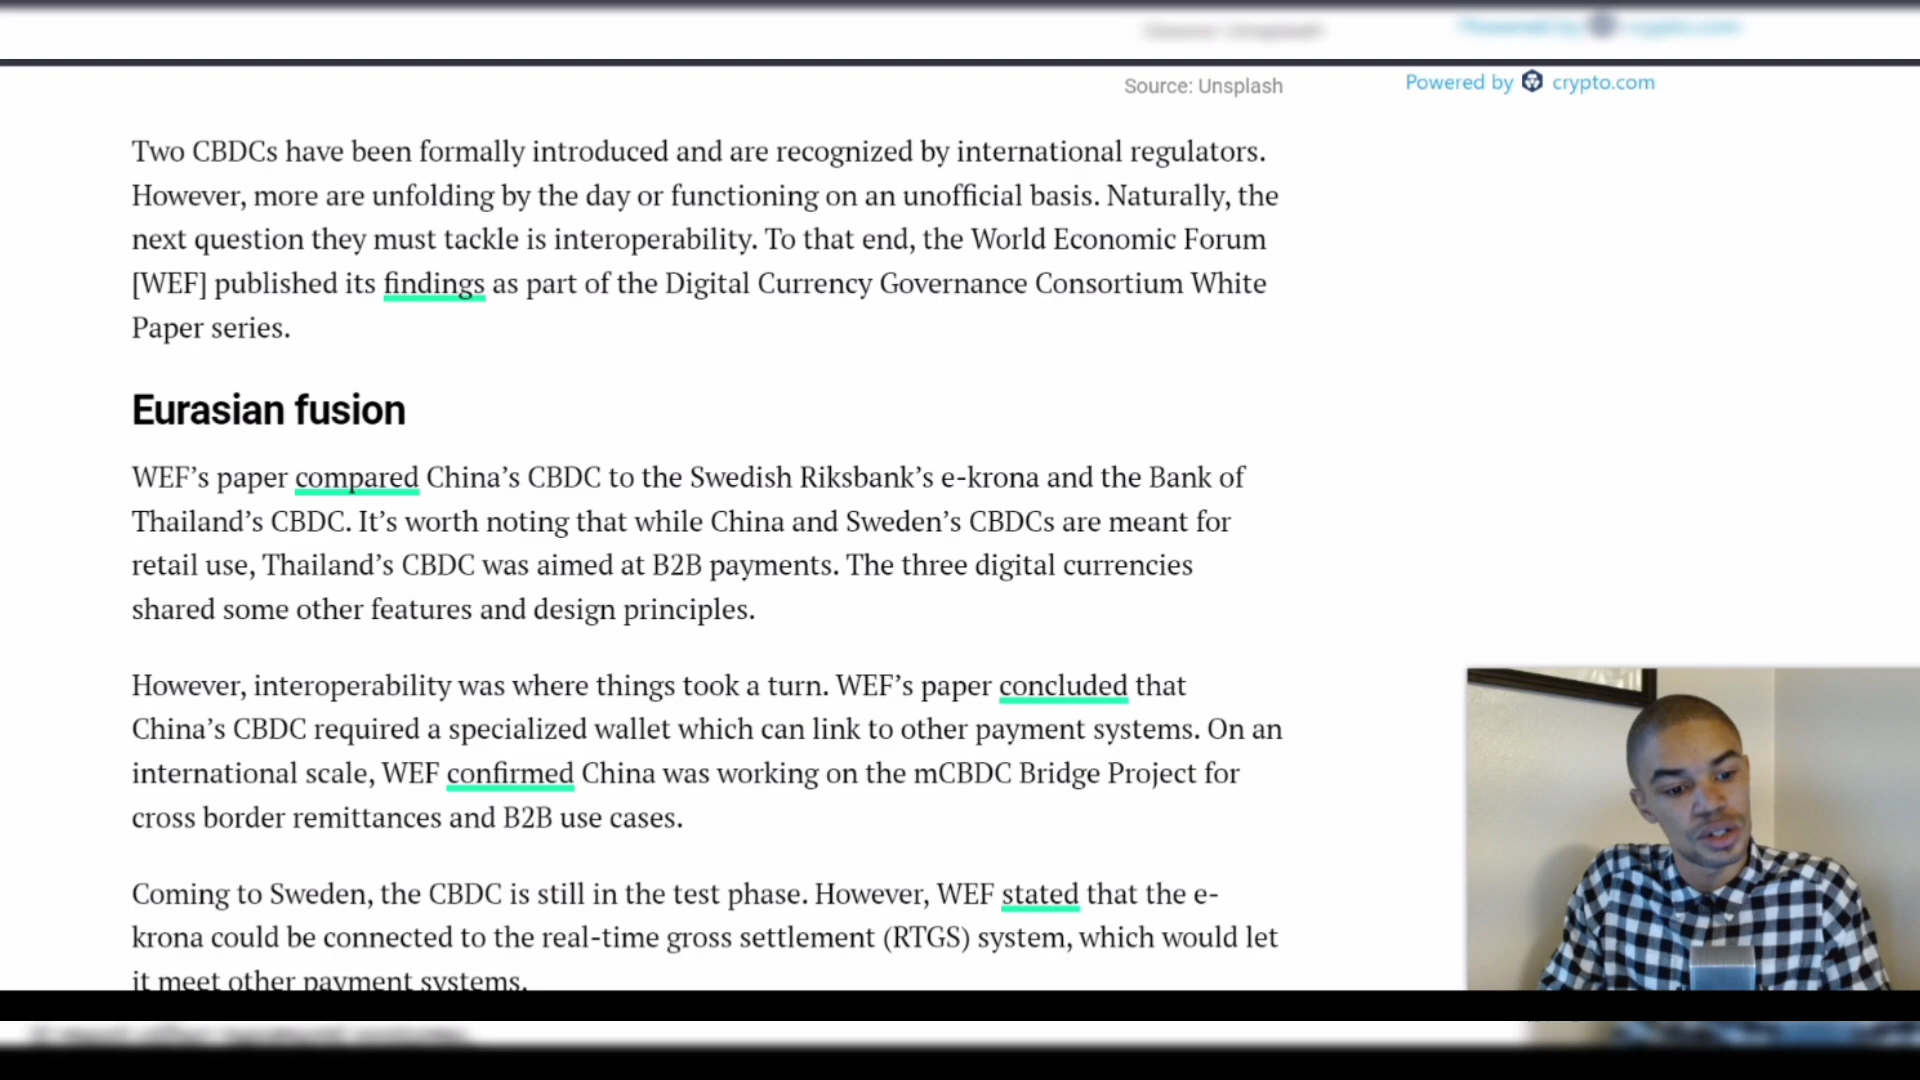 Source: Unsplash
Powered by crypto.com
Two CBDCs have been formally introduced and are recognized by international regulators.
However, more are unfolding by the day or functioning on an unofficial basis. Naturally, the
next question they must tackle is interoperability. To that end, the World Economic Forum
[WEF] published its findings as part of the Digital Currency Governance Consortium White
Paper series.
Eurasian fusion
WEF’s paper compared China’s CBDC to the Swedish Riksbank’s e-krona and the Bank of
Thailand’s CBDC. It’s worth noting that while China and Sweden’s CBDCs are meant for
retail use, Thailand’s CBDC was aimed at B2B payments. The three digital currencies
shared some other features and design principles.
However, interoperability was where things took a turn. WEF’s paper concluded that
China’s CBDC required a specialized wallet which can link to other payment systems. On an
international scale, WEF confirmed China was working on the mCBDC Bridge Project for
cross border remittances and B2B use cases.
Coming to Sweden, the CBDC is still in the test phase. However, WEF stated that the e-
krona could be connected to the real-time gross settlement (RTGS) system, which would let
it meet other payment systems.